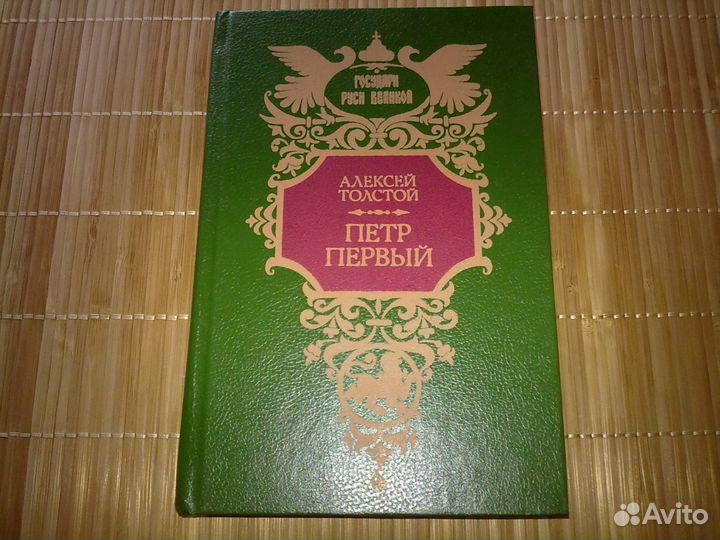 ГОСУДАРИ
РУСИ ВЕЛИКОЙ
АЛЕКСЕЙ
ТОЛСТОЙ
ПЕТР
ПЕРВЫЙ
Avito